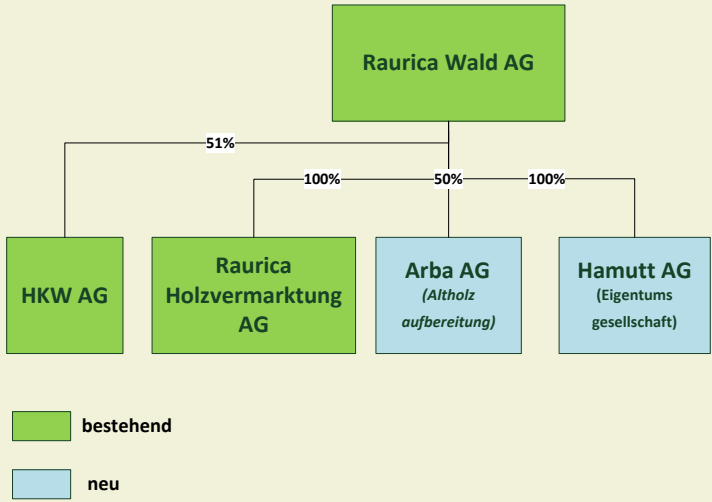 Raurica Wald AG
51%
100%
50%
100%
HKW AG
Raurica
Holzvermarktung
AG
Arba AG
(Altholz
aufbereitung)
Hamutt AG
(Eigentums
gesellschaft)
bestehend
neu